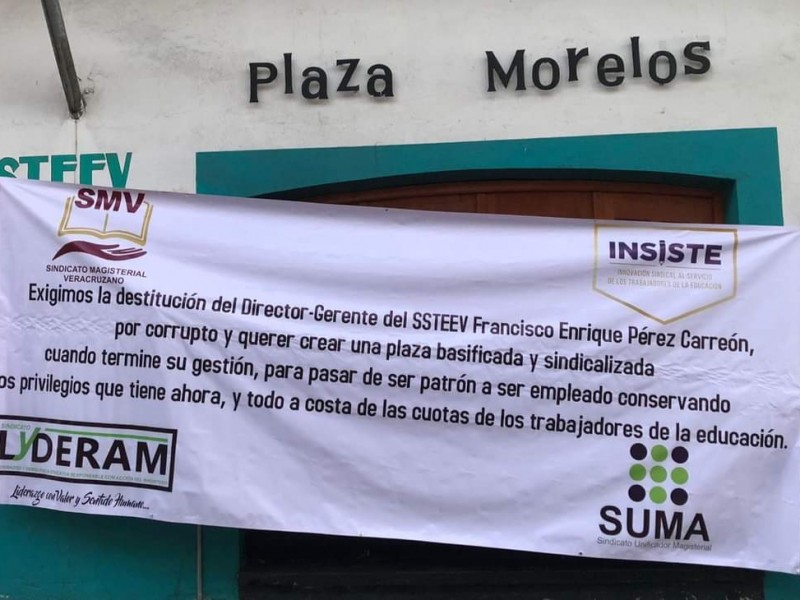 Plaza Morelos
SSTEEV
SMV
SINDICATO MAGISTERIAL
VERACRUZANO
INSISTE
INNOVACIÓN SINDICAL AL SERVICIO
DE LOS TRABAJADORES DE LA EDUCACIÓN
Exigimos la destitución del Director-Gerente del SSTEEV Francisco Enrique Pérez Carreón,
por corrupto y querer crear una plaza basificada y sindicalizada
cuando termine su gestión, para pasar de ser patrón a ser empleado conservando
os privilegios que tiene ahora, y todo a costa de las cuotas de los trabajadores de la educación.
SINDICATO
LYDERAM
Liderazgo con Valor y Sentido Humano...
SUMA
Sindicato Unificador Magisterial